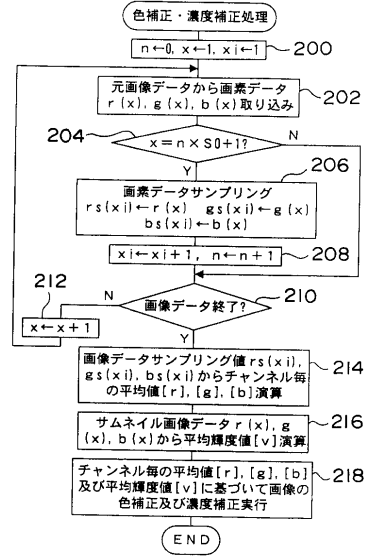 色補正・濃度補正処理
n←0, x←1, xi←1
200
元画像データから画素データ
r(x), g(x), b(x)取り込み
202
204
x＝n×S0+1?
N
Y
206
画素データサンプリング
rs(xi)←r(x) gs(xi)←g(x)
bs(xi)←b(x)
xi←xi+1, n←n+1
208
212
N
画像データ終了?
210
x←x+1
Y
画像データサンプリング値rs(xi),
gs(xi), bs(xi)からチャンネル毎
の平均値[r], [g], [b]演算
214
サムネイル画像データr(x), g
(x), b(x)から平均輝度値[v]演算
216
チャンネル毎の平均値[r], [g], [b]
及び平均輝度値[v]に基づいて画像の
色補正及び濃度補正実行
218
END